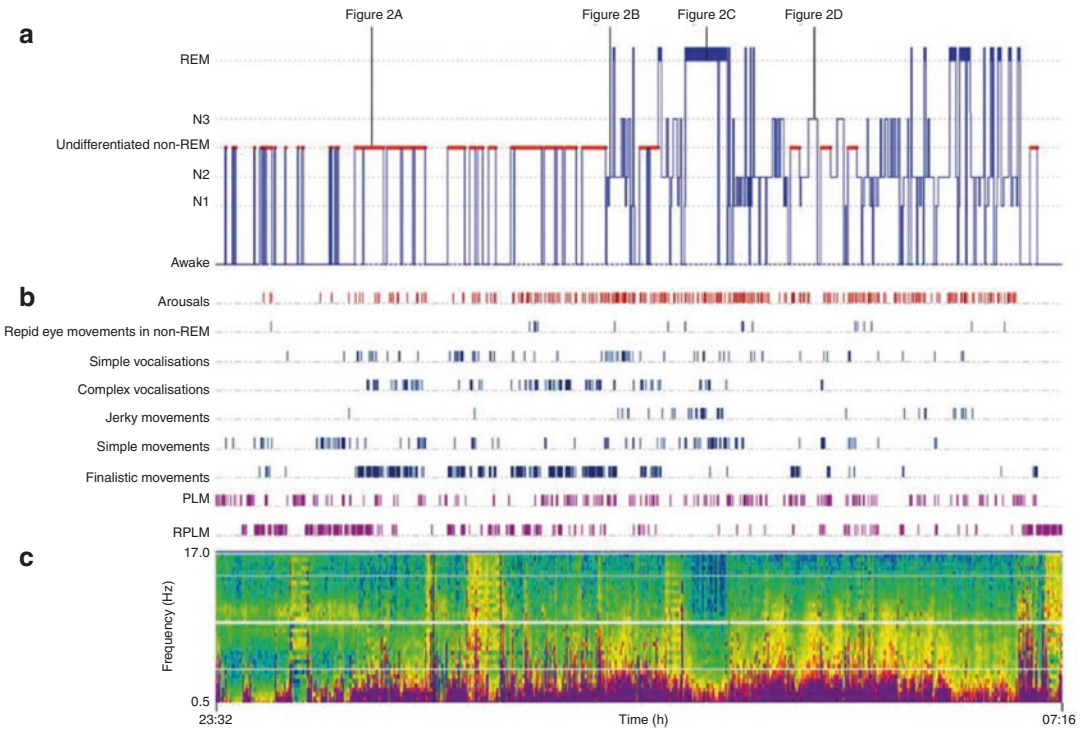 Figure 2A Figure 2B Figure 2C Figure 2D
a
REM
N3
Undifferentiated non-REM
N2
N1
Awake
b
Arousals
Repid eye movements in non-REM
Simple vocalisations
Complex vocalisations
Jerky movements
Simple movements
Finalistic movements
PLM
RPLM
c
17.0
Frequency (Hz)
0.5
23:32 Time (h) 07:16